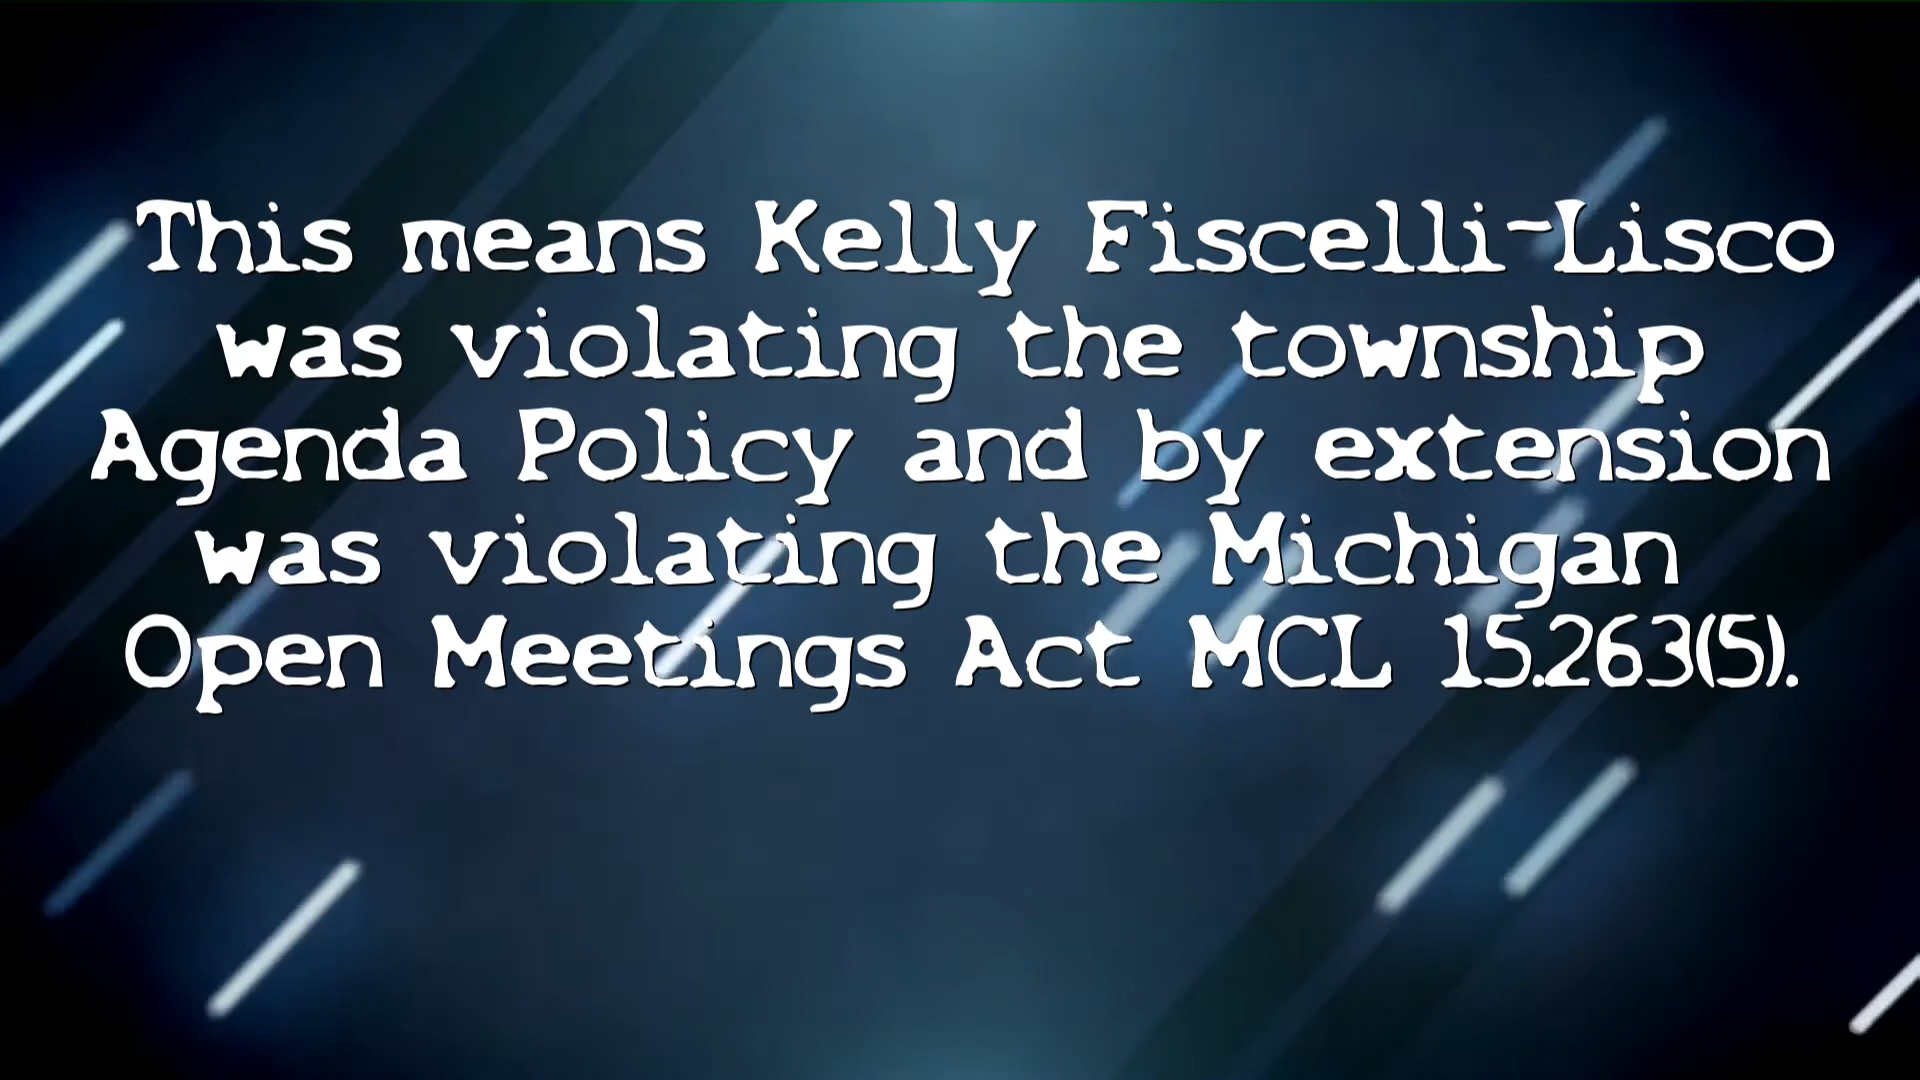 This means Kelly Fiscelli-Lisco
was violating the township
Agenda Policy and by extension
was violating the Michigan
Open Meetings Act MCL 15.263(5).